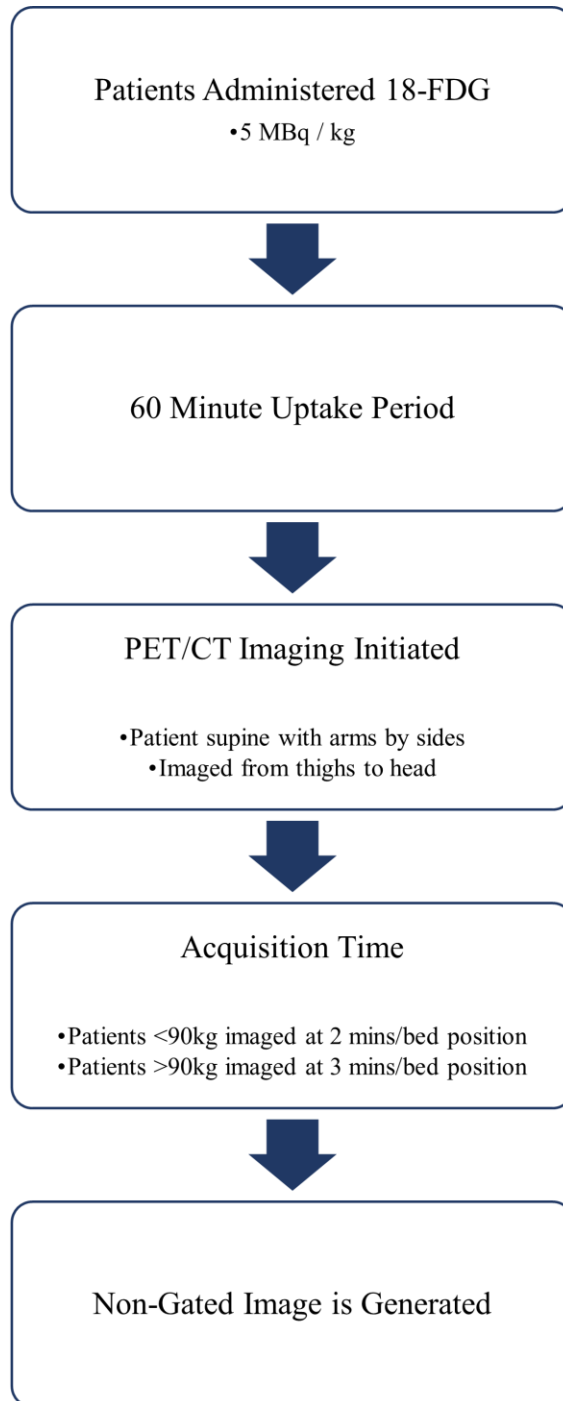 Patients Administered 18-FDG
•5 MBq / kg
60 Minute Uptake Period
PET/CT Imaging Initiated
•Patient supine with arms by sides
•Imaged from thighs to head
Acquisition Time
•Patients <90kg imaged at 2 mins/bed position
•Patients >90kg imaged at 3 mins/bed position
Non-Gated Image is Generated